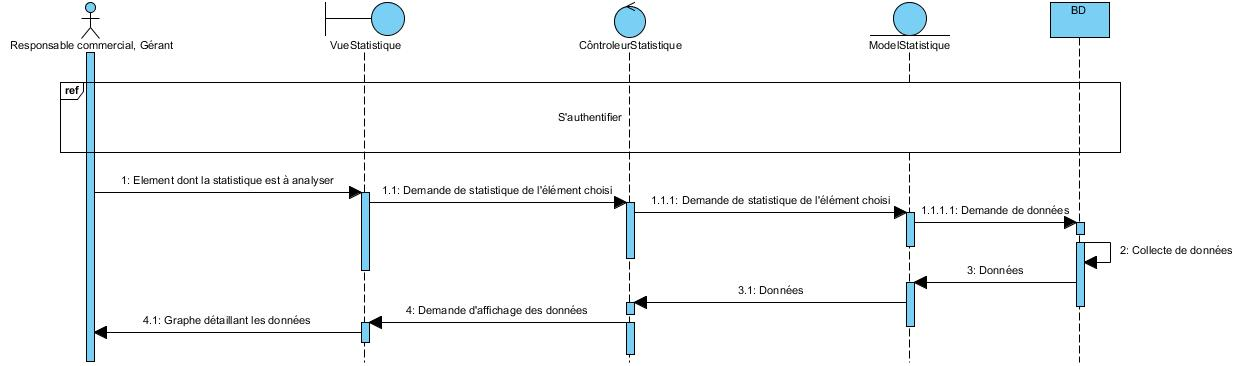 BD
Responsable commercial, Gérant
VueStatistique
CôntroleurStatistique
ModelStatistique
ref
S'authentifier
1: Element dont la statistique est à analyser
1.1: Demande de statistique de l'élément choisi
1.1.1: Demande de statistique de l'élément choisi
1.1.1.1: Demande de données
2: Collecte de données
3: Données
3.1: Données
4: Demande d'affichage des données
4.1: Graphe détaillant les données